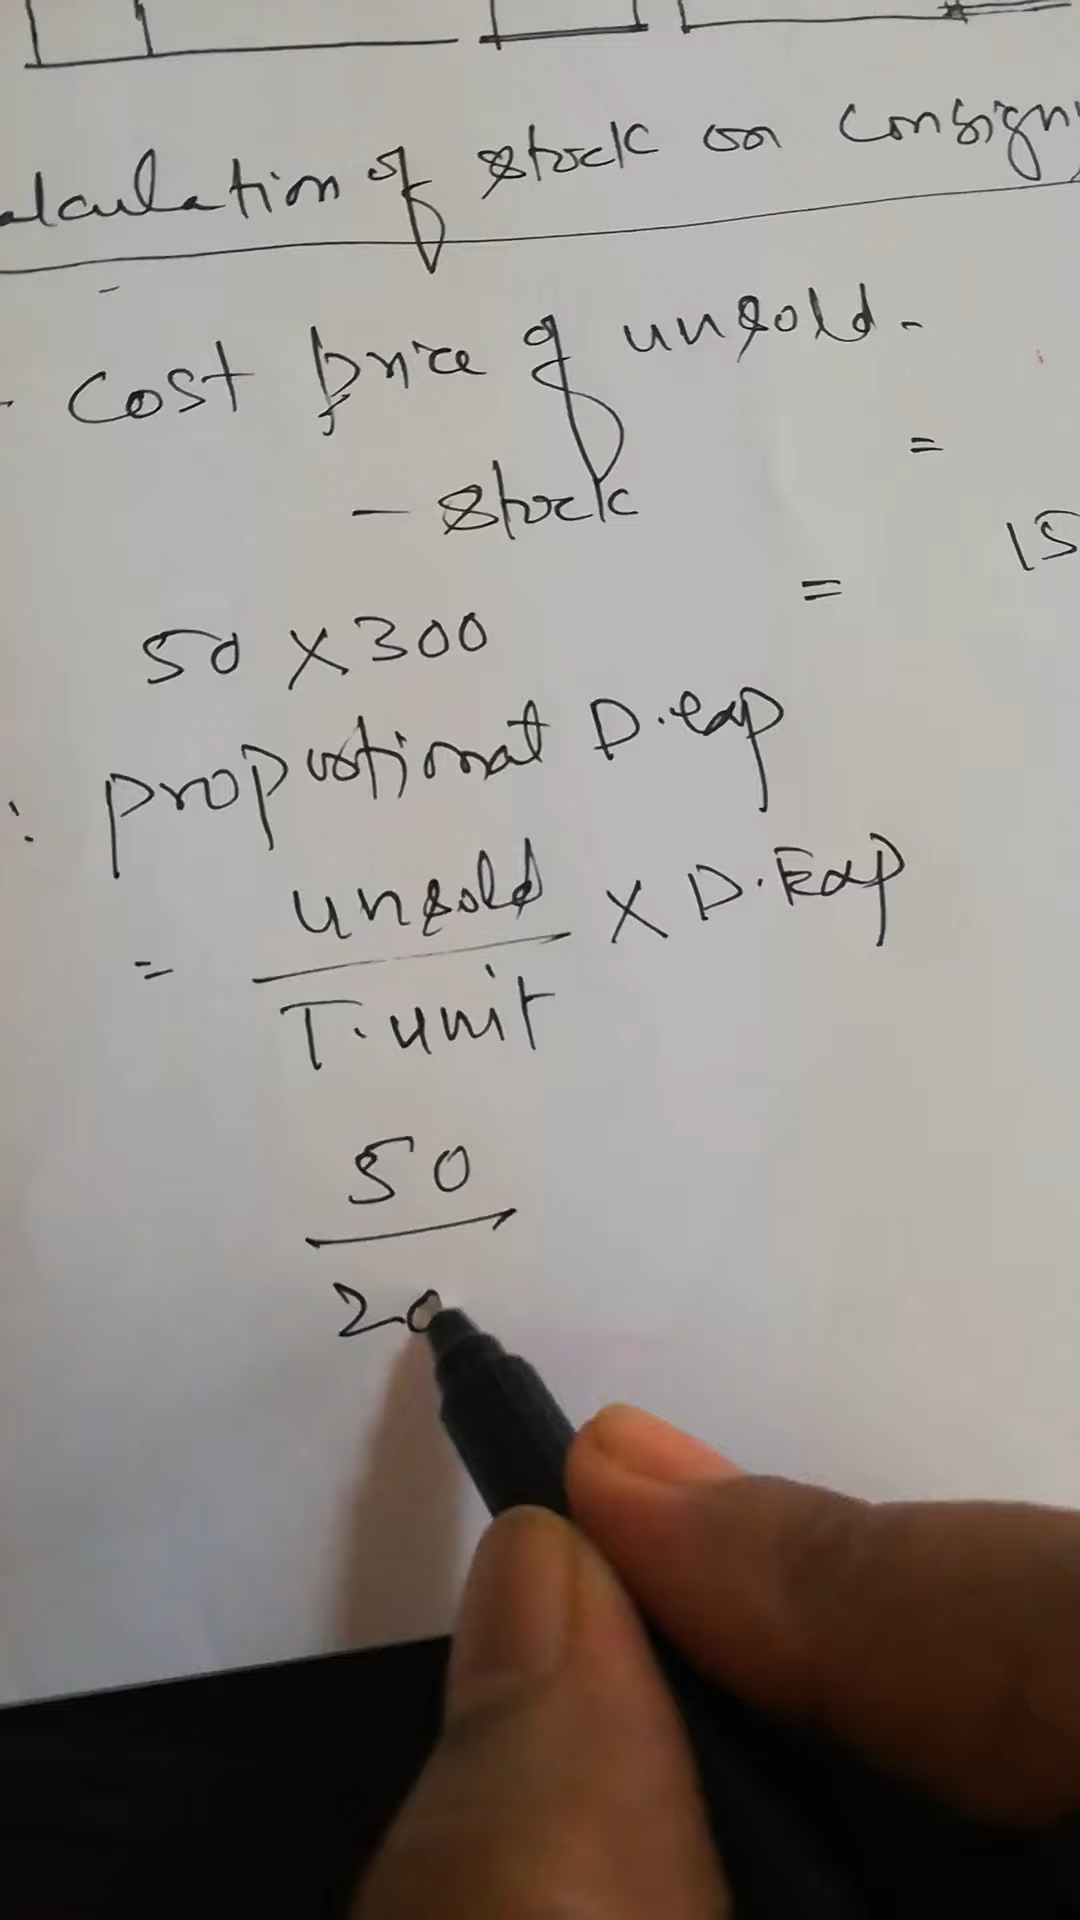 alculation of stock on consign
- Cost price of unsold -
- stock =
50 X 300 = 15
: proportional D.exp
= unsold / T.unit X D.Exp
50
20